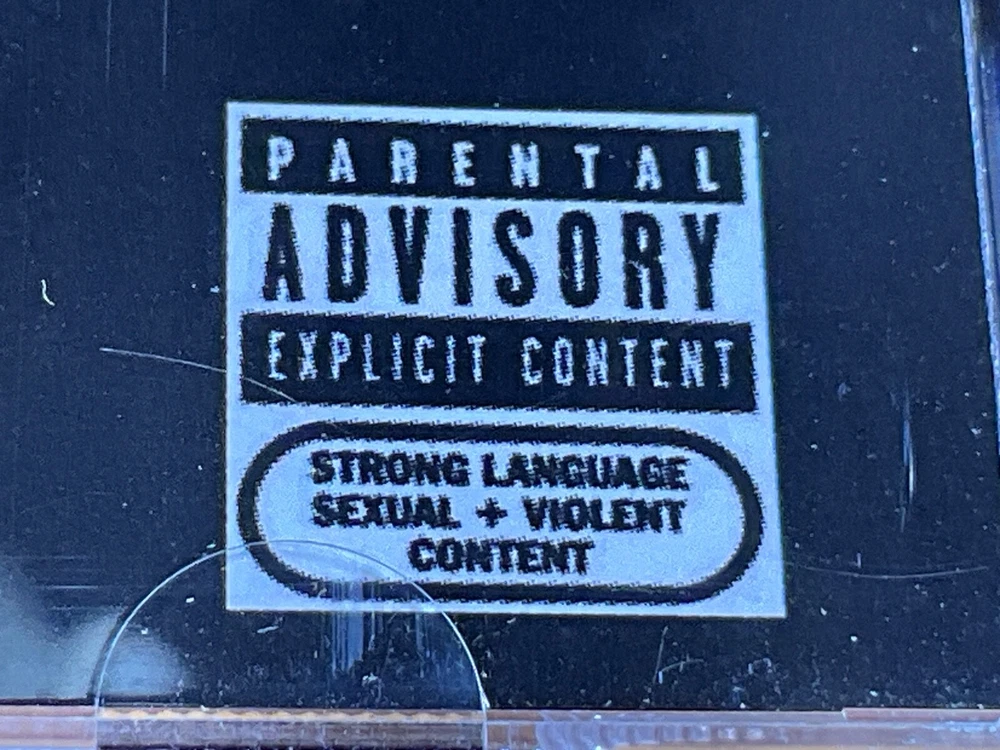 PARENTAL
ADVISORY
EXPLICIT CONTENT
STRONG LANGUAGE
SEXUAL + VIOLENT
CONTENT